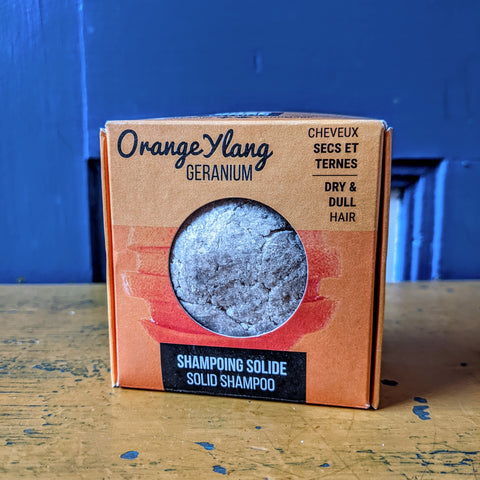 OrangeYlang
GERANIUM
CHEVEUX
SECS ET
TERNES
DRY &
DULL
HAIR
SHAMPOING SOLIDE
SOLID SHAMPOO